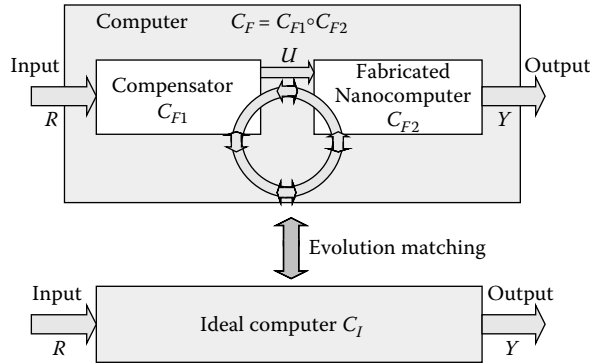 Computer C_F = C_F1∘C_F2
Input
U
Output
Compensator
C_F1
Fabricated
Nanocomputer
C_F2
R
Y
Evolution matching
Input
Output
Ideal computer C_I
R
Y